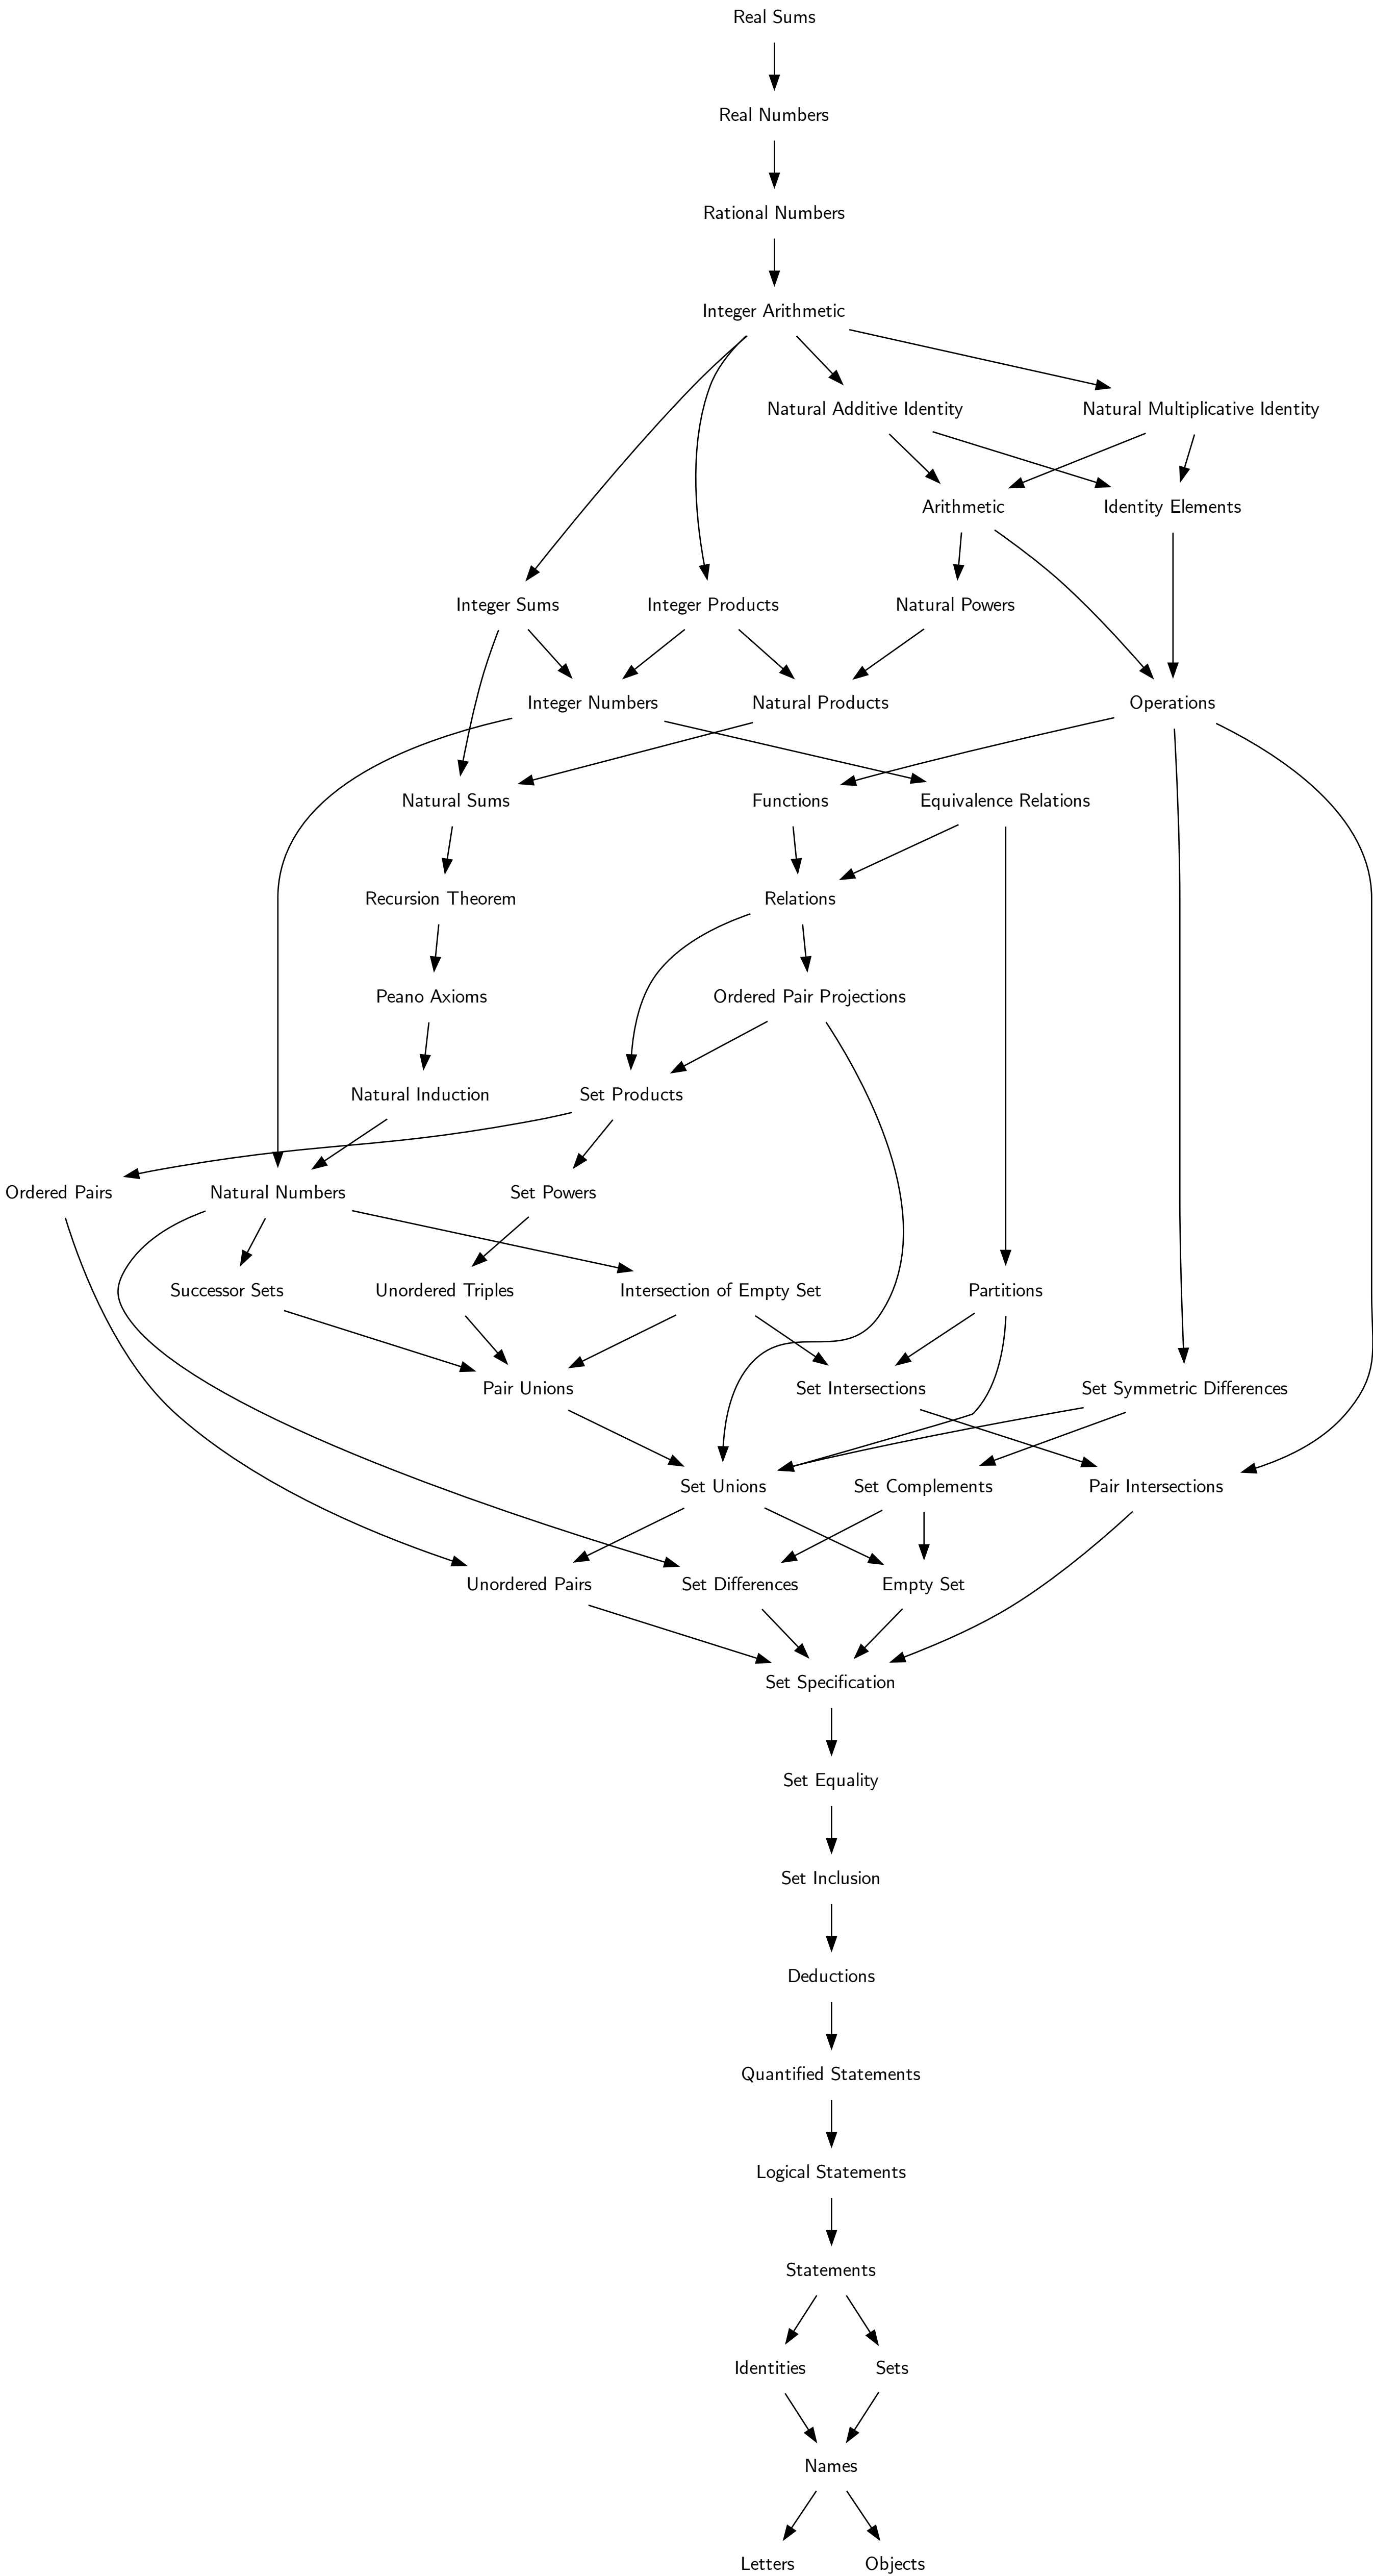 Real Sums
Real Numbers
Rational Numbers
Integer Arithmetic
Natural Additive Identity
Natural Multiplicative Identity
Arithmetic
Identity Elements
Integer Sums
Integer Products
Natural Powers
Integer Numbers
Natural Products
Operations
Natural Sums
Functions
Equivalence Relations
Recursion Theorem
Relations
Peano Axioms
Ordered Pair Projections
Natural Induction
Set Products
Ordered Pairs
Natural Numbers
Set Powers
Successor Sets
Unordered Triples
Intersection of Empty Set
Partitions
Pair Unions
Set Intersections
Set Symmetric Differences
Set Unions
Set Complements
Pair Intersections
Unordered Pairs
Set Differences
Empty Set
Set Specification
Set Equality
Set Inclusion
Deductions
Quantified Statements
Logical Statements
Statements
Identities
Sets
Names
Letters
Objects